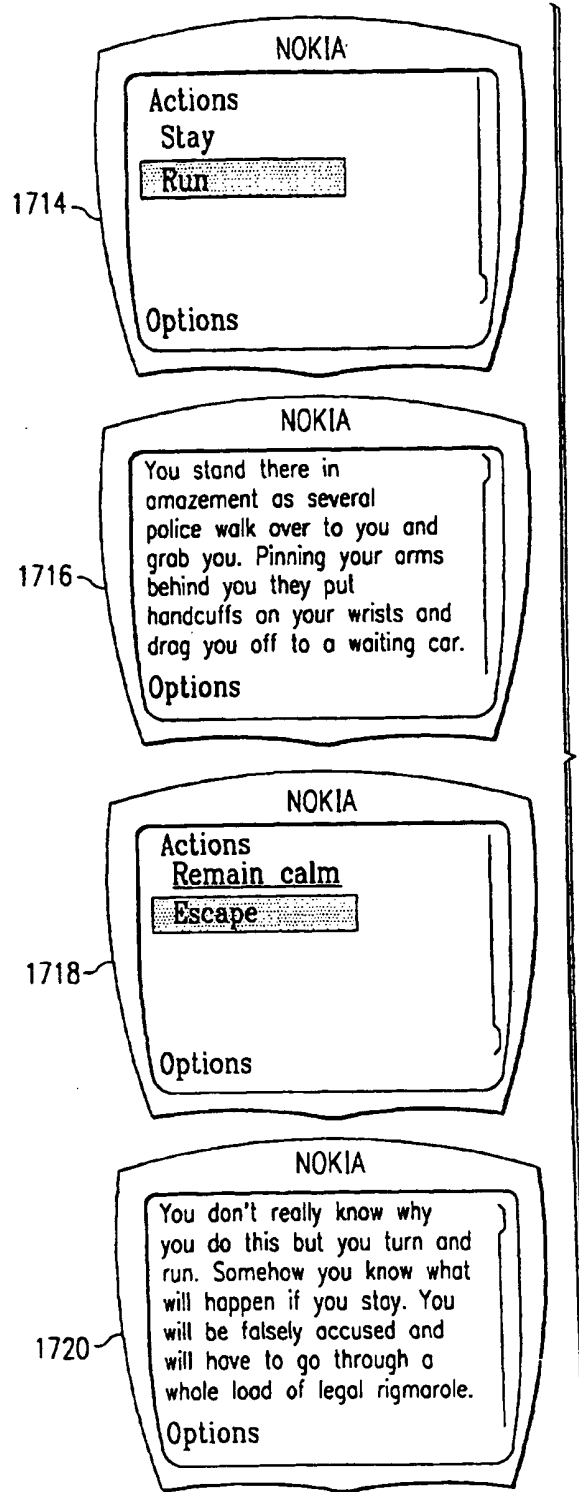 NOKIA
Actions
Stay
Run
1714
Options
NOKIA
You stand there in
amazement as several
police walk over to you and
grab you. Pinning your arms
1716
behind you they put
handcuffs on your wrists and
drag you off to a waiting car.
Options
NOKIA
Actions
Remain calm
Escape
1718
Options
NOKIA
You don't really know why
you do this but you turn and
run. Somehow you know what
will happen if you stay. You
will be falsely accused and
1720
will have to go through a
whole load of legal rigmarole.
Options